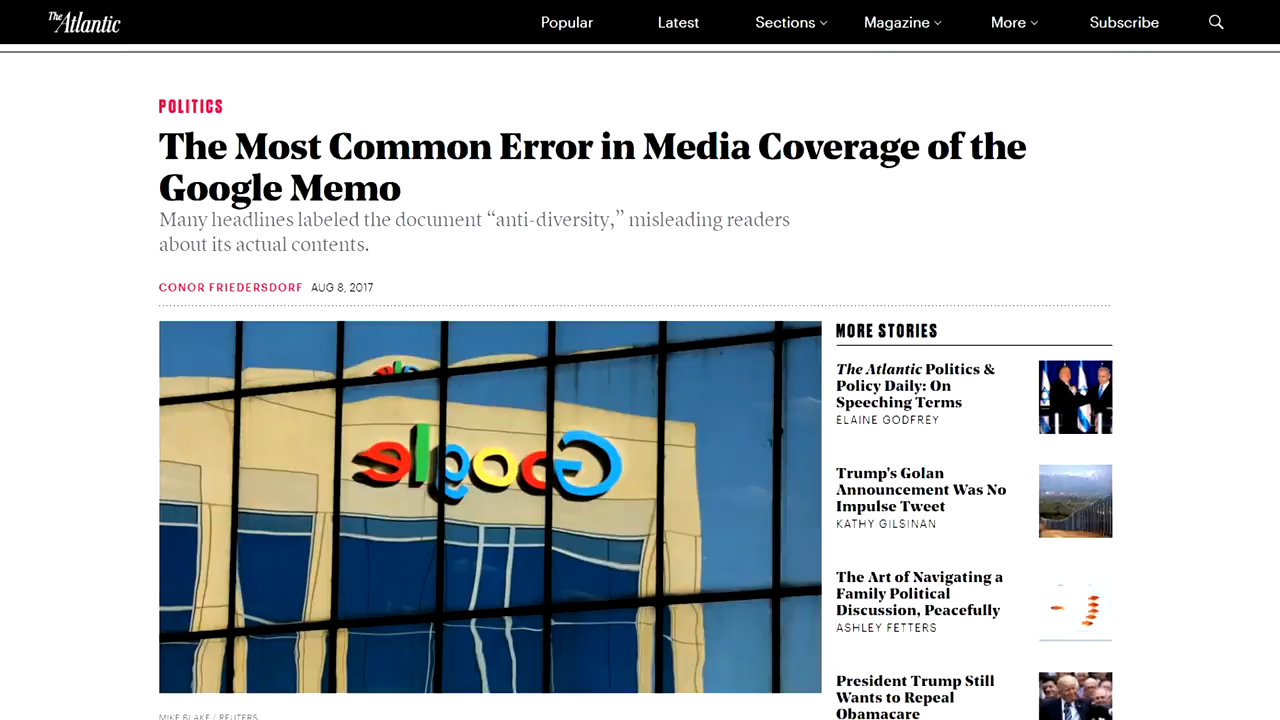 The Atlantic
Popular
Latest
Sections
Magazine
More
Subscribe
POLITICS
The Most Common Error in Media Coverage of the
Google Memo
Many headlines labeled the document “anti-diversity,” misleading readers
about its actual contents.
CONOR FRIEDERSDORF AUG 8, 2017
Google
MORE STORIES
The Atlantic Politics &
Policy Daily: On
Speeching Terms
ELAINE GODFREY
Trump's Golan
Announcement Was No
Impulse Tweet
KATHY GILSINAN
The Art of Navigating a
Family Political
Discussion, Peacefully
ASHLEY FETTERS
President Trump Still
Wants to Repeal
Obamacare
MIKE BLAKE / REUTERS